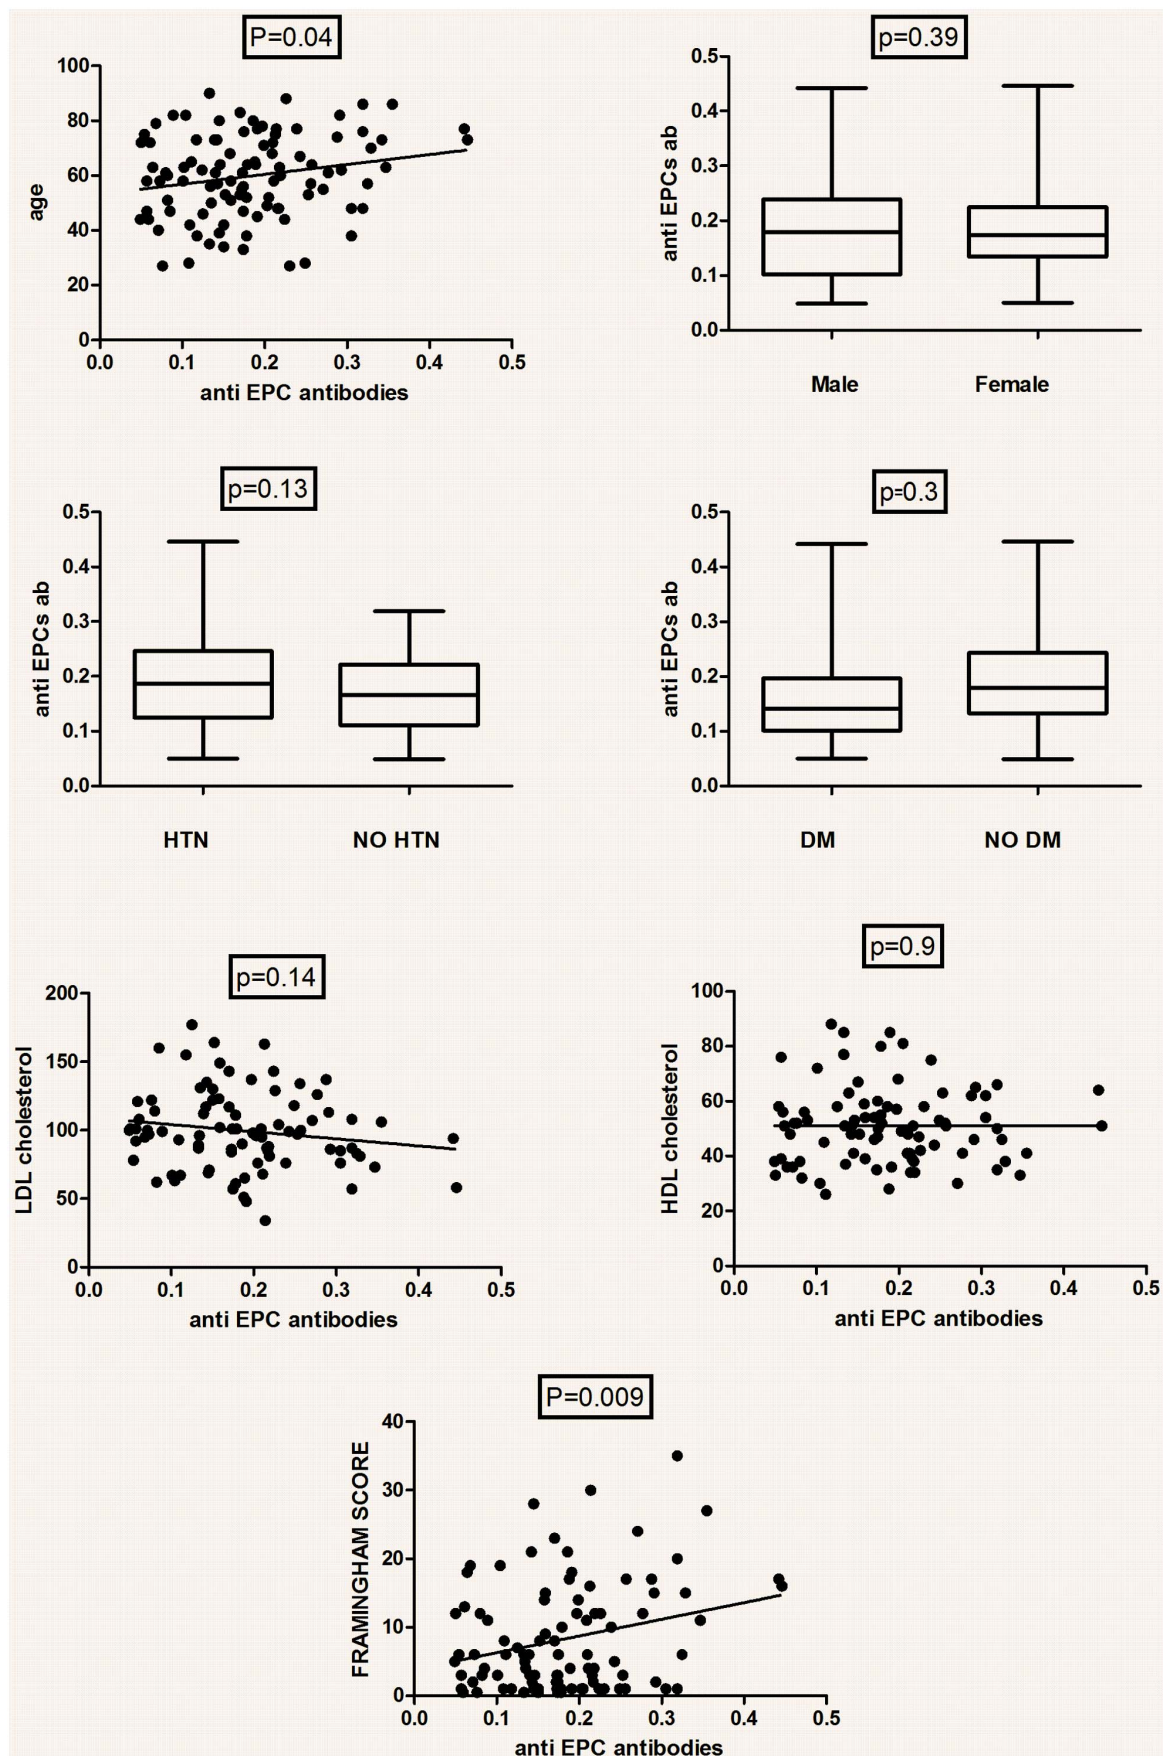 P=0.04
100
80
60
40
20
0
age
0.0 0.1 0.2 0.3 0.4 0.5
anti EPC antibodies
p=0.39
0.5
0.4
0.3
0.2
0.1
0.0
anti EPCs ab
Male Female
p=0.13
0.5
0.4
0.3
0.2
0.1
0.0
anti EPCs ab
HTN NO HTN
p=0.3
0.5
0.4
0.3
0.2
0.1
0.0
anti EPCs ab
DM NO DM
p=0.14
200
150
100
50
0
LDL cholesterol
0.0 0.1 0.2 0.3 0.4 0.5
anti EPC antibodies
p=0.9
100
80
60
40
20
0
HDL cholesterol
0.0 0.1 0.2 0.3 0.4 0.5
anti EPC antibodies
P=0.009
40
30
20
10
0
FRAMINGHAM SCORE
0.0 0.1 0.2 0.3 0.4 0.5
anti EPC antibodies